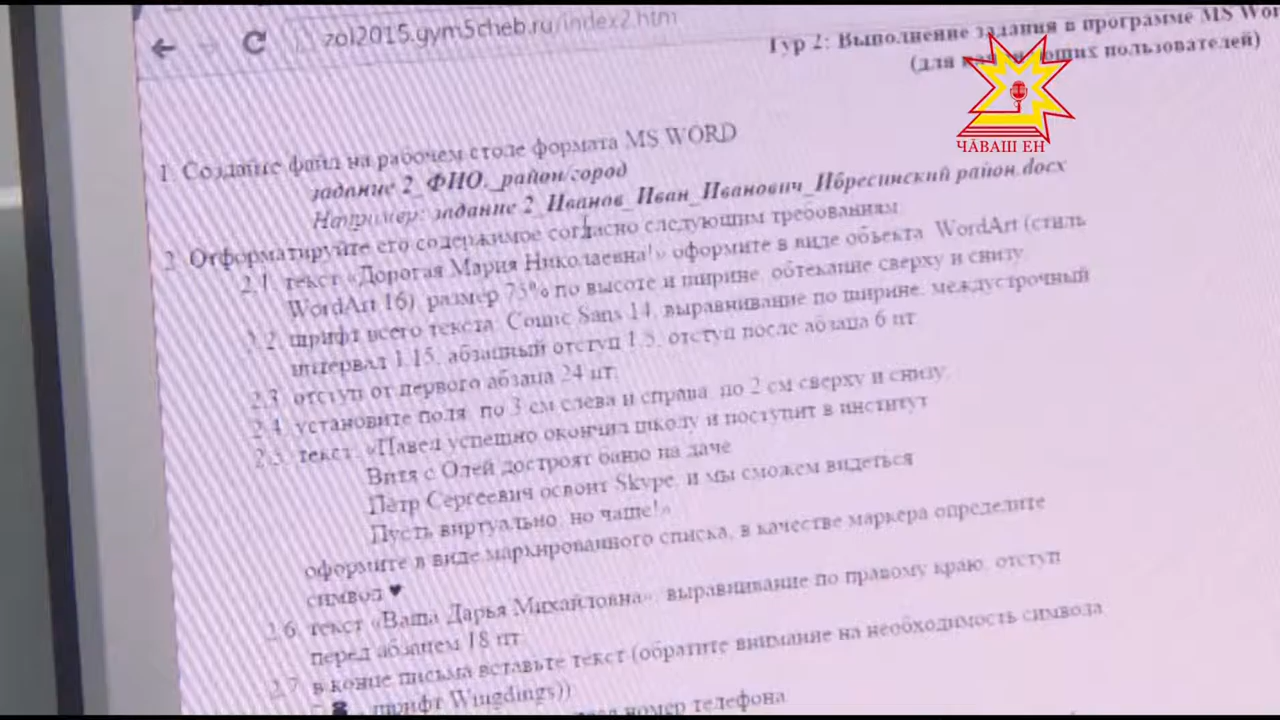 zol2015.gym5cheb.ru/index2.htm
Тур 2: Выполнение задания в программе MS Wor
(для начинающих пользователей)
ЧӐВАШ ЕН
1. Создайте файл на рабочем столе формата MS WORD
задание 2_ФИО,_район/город
Например: задание 2_Иванов_Иван_Иванович_Ибресинский район.docx
2. Отформатируйте его содержимое согласно следующим требованиям
2.1. текст «Дорогая Мария Николаевна!» оформите в виде объекта WordArt (стиль
WordArt 16), размер 75% по высоте и ширине, обтекание сверху и снизу
2.2. шрифт всего текста: Comic Sans 14, выравнивание по ширине, междустрочный
интервал 1.15, абзацный отступ 1.5, отступ после абзаца 6 пт
2.3. отступ от первого абзаца 24 пт;
2.4. установите поля: по 3 см слева и справа, по 2 см сверху и снизу;
2.5. текст: «Павел успешно окончил школу и поступит в институт
Витя с Олей достроят баню на даче
Пётр Сергеевич освоит Skype, и мы сможем видеться
Пусть виртуально, но чаще!»
оформите в виде маркированного списка, в качестве маркера определите
символ ♥
2.6. текст «Ваша Дарья Михайловна», выравнивание по правому краю, отступ
перед абзацем 18 пт
2.7. в конце письма вставьте текст (обратите внимание на необходимость символа
☎, шрифт Wingdings))
номер телефона